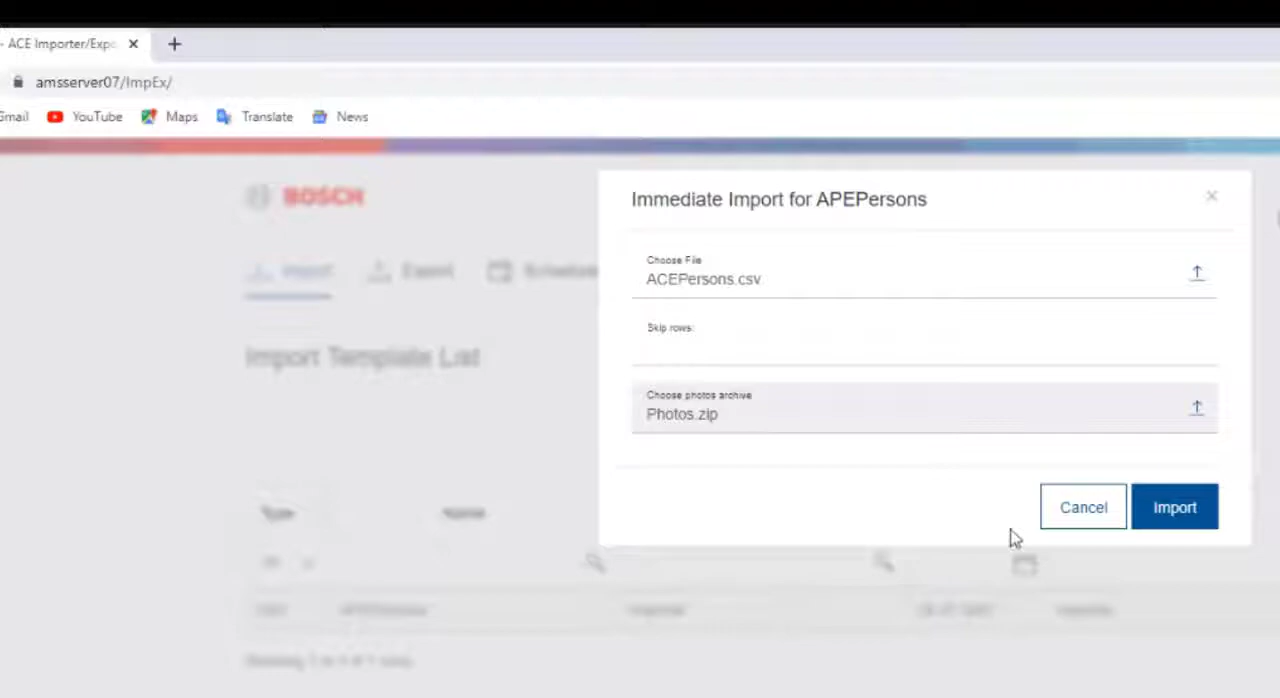 - ACE Importer/Expo
amsserver07/ImpEx/
Gmail YouTube Maps Translate News
BOSCH
Import Export
Import Template List
Immediate Import for APEPersons
Choose File
ACEPersons.csv
Skip rows:
Choose photos archive
Photos.zip
Cancel Import
Type Name